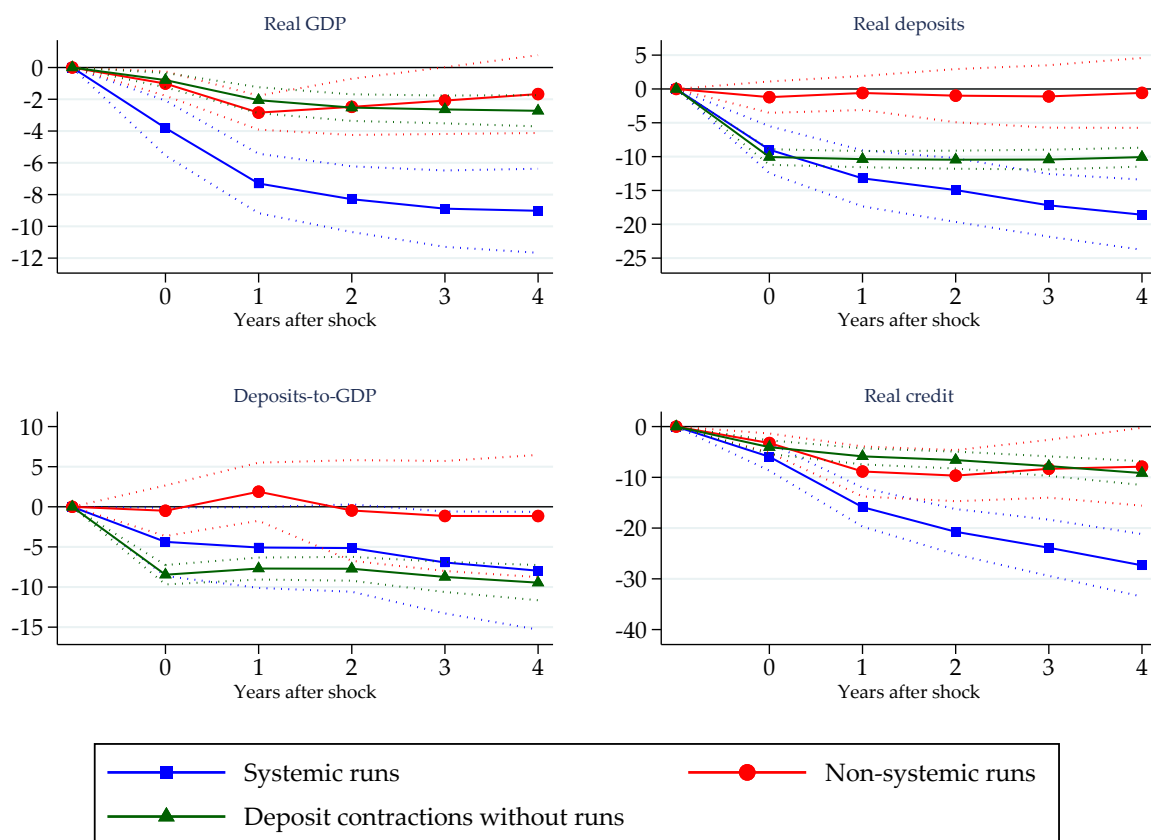 Real GDP
0
-2
-4
-6
-8
-10
-12
0 1 2 3 4
Years after shock
Real deposits
5
0
-5
-10
-15
-20
-25
0 1 2 3 4
Years after shock
Deposits-to-GDP
10
5
0
-5
-10
-15
0 1 2 3 4
Years after shock
Real credit
0
-10
-20
-30
-40
0 1 2 3 4
Years after shock
Systemic runs
Non-systemic runs
Deposit contractions without runs